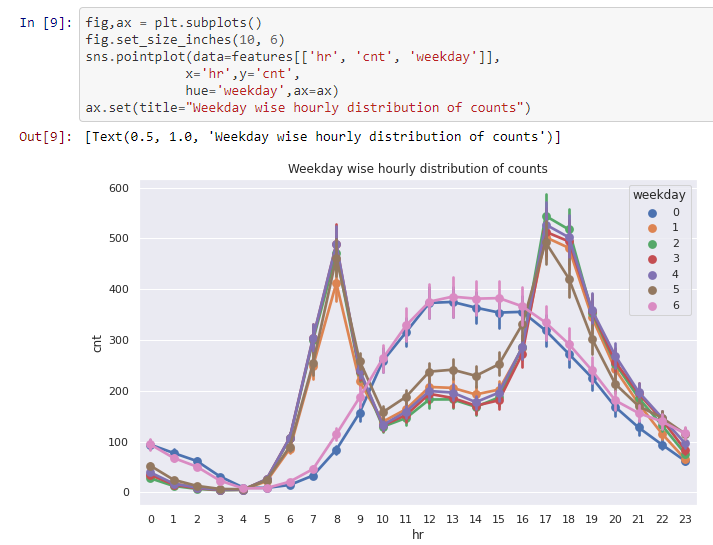 In [9]: fig,ax = plt.subplots()
fig.set_size_inches(10, 6)
sns.pointplot(data=features[['hr', 'cnt', 'weekday']],
x='hr',y='cnt',
hue='weekday',ax=ax)
ax.set(title="Weekday wise hourly distribution of counts")
Out[9]: [Text(0.5, 1.0, 'Weekday wise hourly distribution of counts')]
Weekday wise hourly distribution of counts
600
500
400
300
200
100
0
cnt
weekday
0
1
2
3
4
5
6
0 1 2 3 4 5 6 7 8 9 10 11 12 13 14 15 16 17 18 19 20 21 22 23
hr